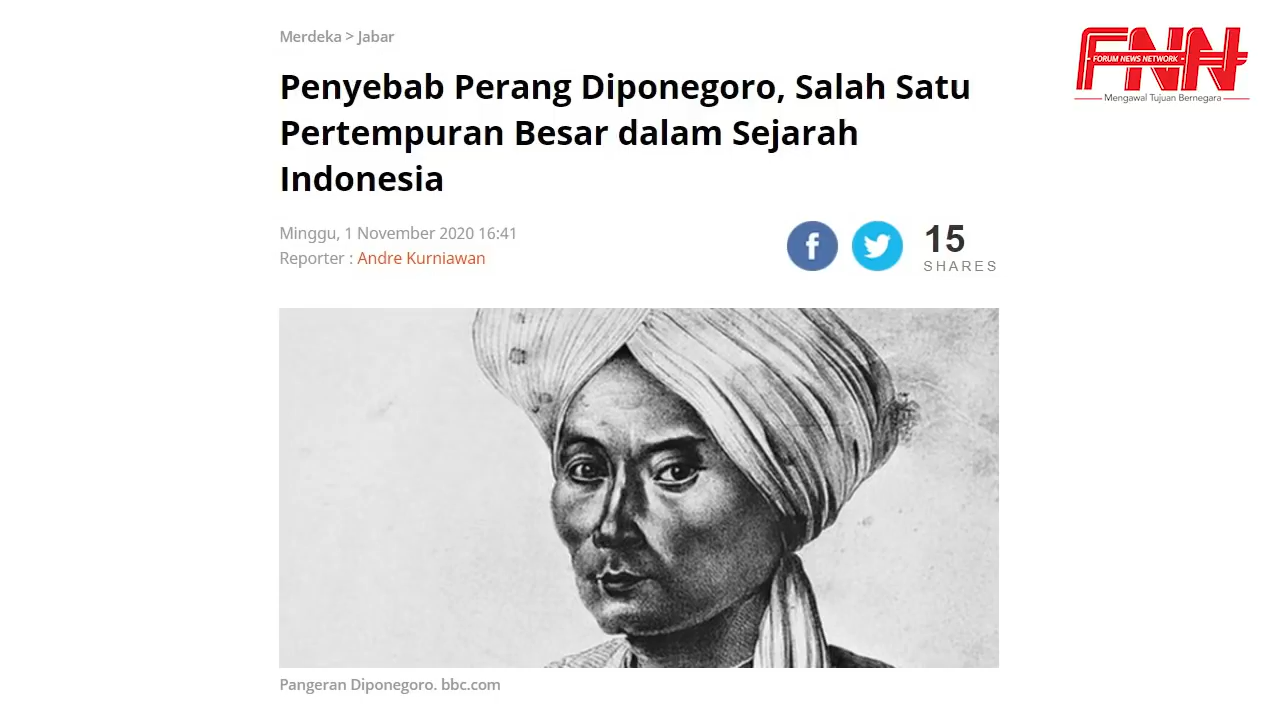 Merdeka > Jabar
FNN
FORUM NEWS NETWORK
Mengawal Tujuan Bernegara
Penyebab Perang Diponegoro, Salah Satu
Pertempuran Besar dalam Sejarah
Indonesia
Minggu, 1 November 2020 16:41
Reporter : Andre Kurniawan
f
15
SHARES
Pangeran Diponegoro. bbc.com